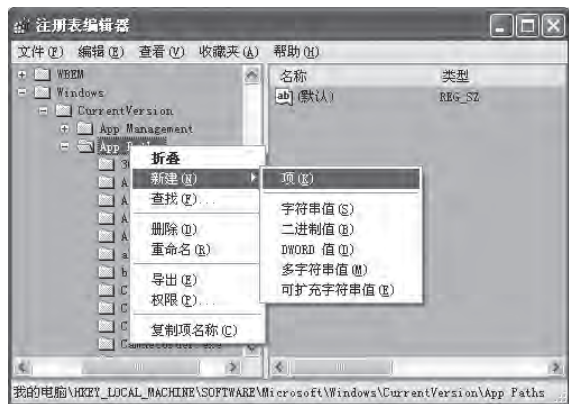 注册表编辑器
文件(F) 编辑(E) 查看(V) 收藏夹(A) 帮助(H)
WBEM
Windows
CurrentVersion
App Management
App
名称 类型
ab (默认) REG_SZ
折叠
新建(N)
查找(F)...
删除(D)
重命名(R)
导出(E)
权限(P)...
复制项名称(C)
项(K)
字符串值(S)
二进制值(B)
DWORD 值(D)
多字符串值(M)
可扩充字符串值(E)
我的电脑\HKEY_LOCAL_MACHINE\SOFTWARE\Microsoft\Windows\CurrentVersion\App Paths